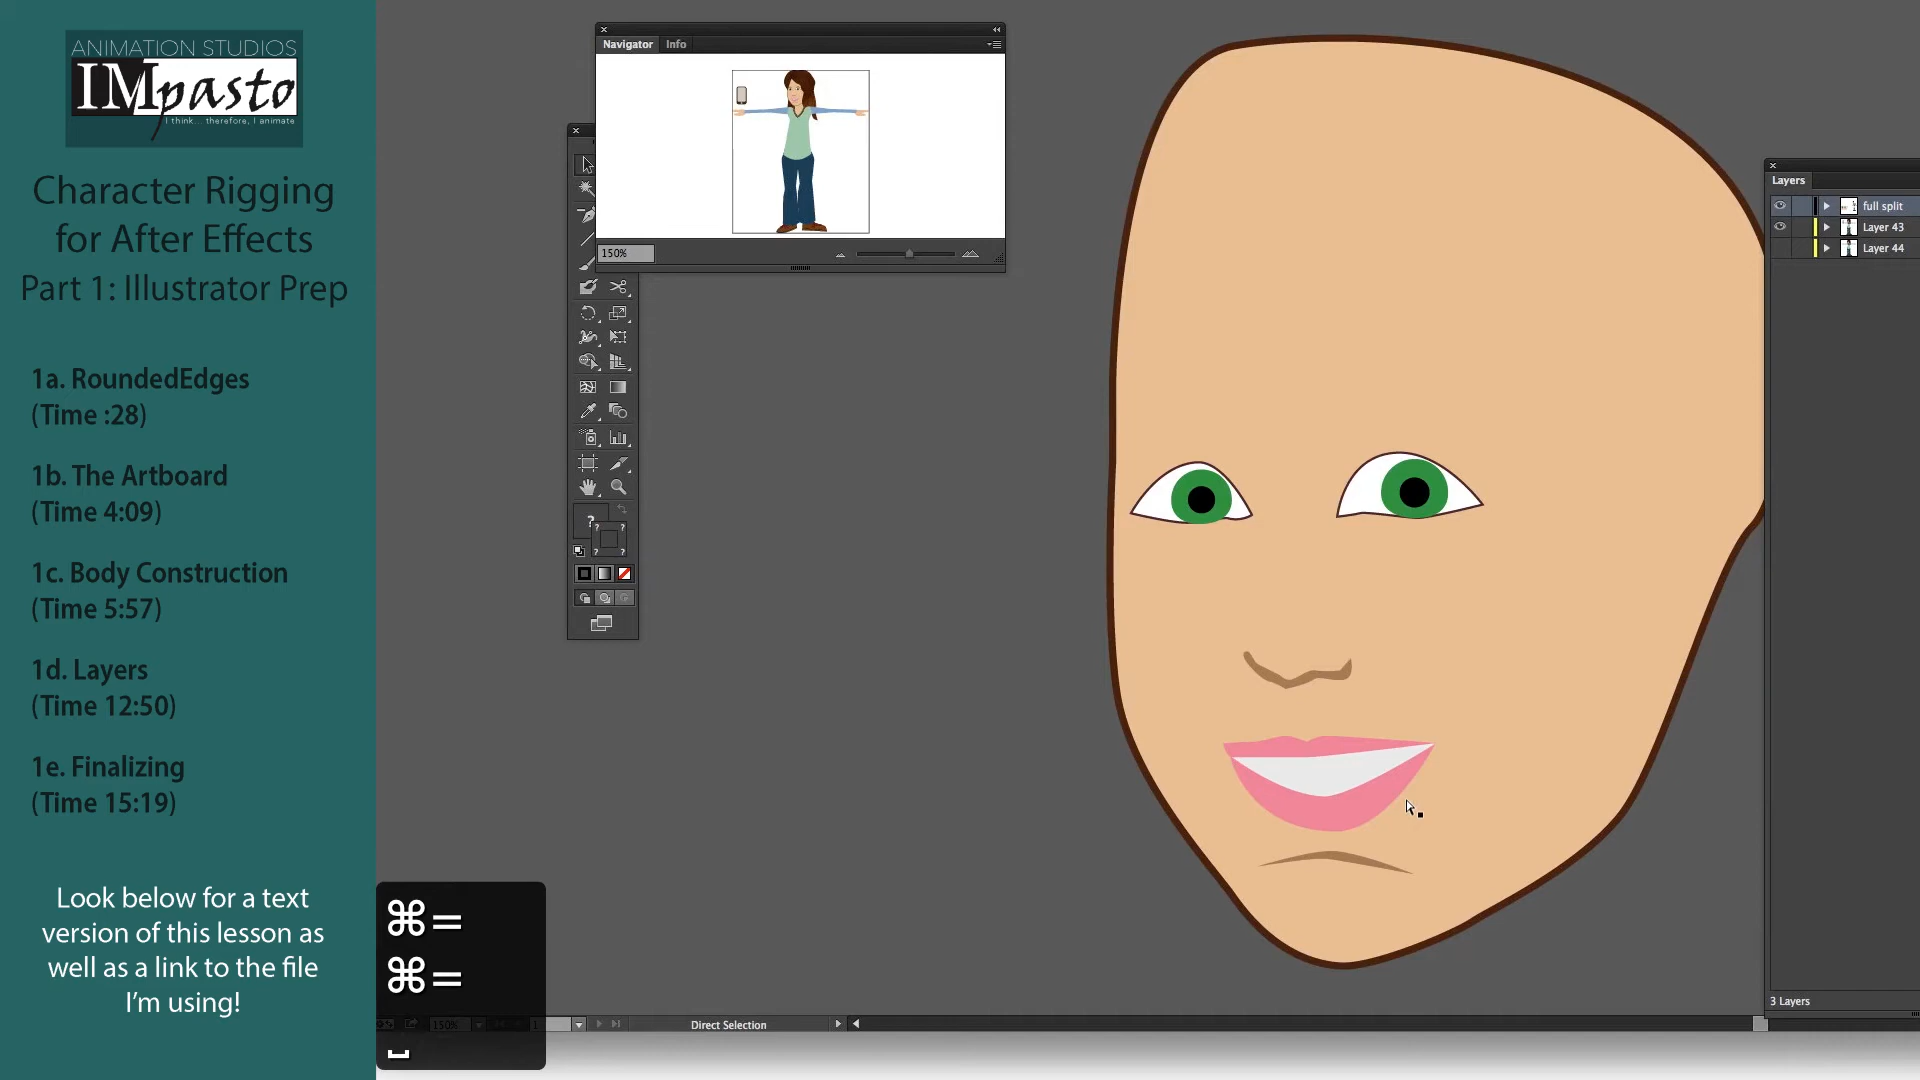 ANIMATION STUDIOS
IMpasto
I think... therefore, I animate
Character Rigging
for After Effects
Part 1: Illustrator Prep
1a. RoundedEdges
(Time :28)
1b. The Artboard
(Time 4:09)
1c. Body Construction
(Time 5:57)
1d. Layers
(Time 12:50)
1e. Finalizing
(Time 15:19)
Look below for a text
version of this lesson as
well as a link to the file
I'm using!
Navigator Info
150%
Layers
full split
Layer 43
Layer 44
3 Layers
⌘=
⌘=
150% 1 Direct Selection